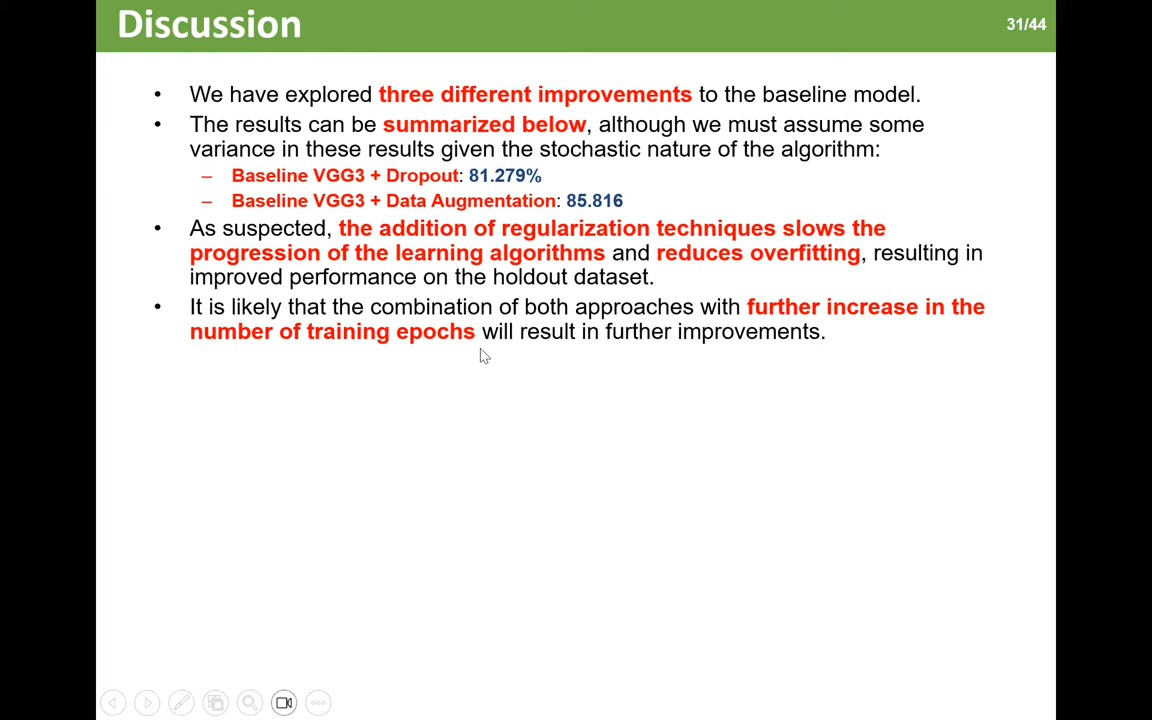 Discussion
31/44
• We have explored three different improvements to the baseline model.
• The results can be summarized below, although we must assume some
variance in these results given the stochastic nature of the algorithm:
– Baseline VGG3 + Dropout: 81.279%
– Baseline VGG3 + Data Augmentation: 85.816
• As suspected, the addition of regularization techniques slows the
progression of the learning algorithms and reduces overfitting, resulting in
improved performance on the holdout dataset.
• It is likely that the combination of both approaches with further increase in the
number of training epochs will result in further improvements.